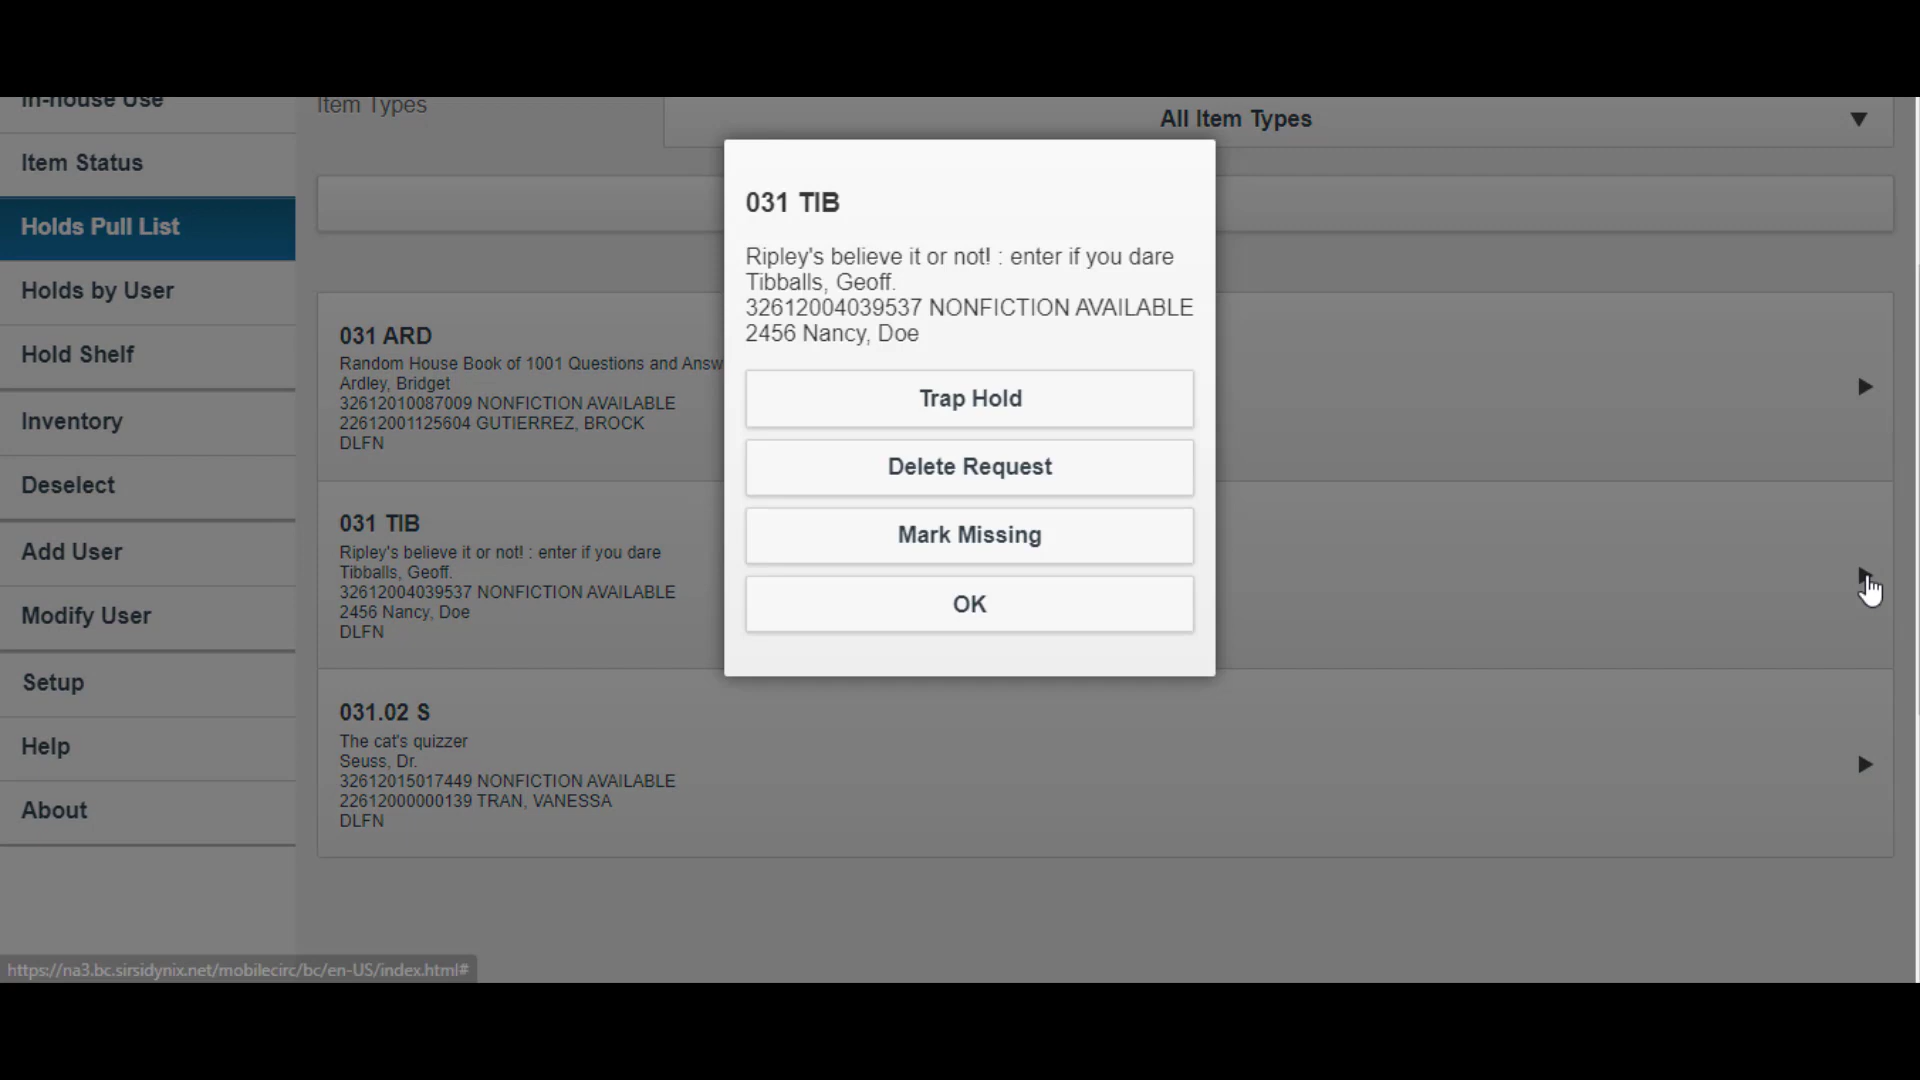 In-house Use
Item Status
Holds Pull List
Holds by User
Hold Shelf
Inventory
Deselect
Add User
Modify User
Setup
Help
About
Item Types
All Item Types
031 ARD
Random House Book of 1001 Questions and Answ
Ardley, Bridget
32612010087009 NONFICTION AVAILABLE
22612001125604 GUTIERREZ, BROCK
DLFN
031 TIB
Ripley's believe it or not! : enter if you dare
Tibballs, Geoff.
32612004039537 NONFICTION AVAILABLE
2456 Nancy, Doe
DLFN
031.02 S
The cat's quizzer
Seuss, Dr.
32612015017449 NONFICTION AVAILABLE
22612000000139 TRAN, VANESSA
DLFN
031 TIB
Ripley's believe it or not! : enter if you dare
Tibballs, Geoff.
32612004039537 NONFICTION AVAILABLE
2456 Nancy, Doe
Trap Hold
Delete Request
Mark Missing
OK
https://na3.bc.sirsidynix.net/mobilecirc/bc/en-US/index.html#